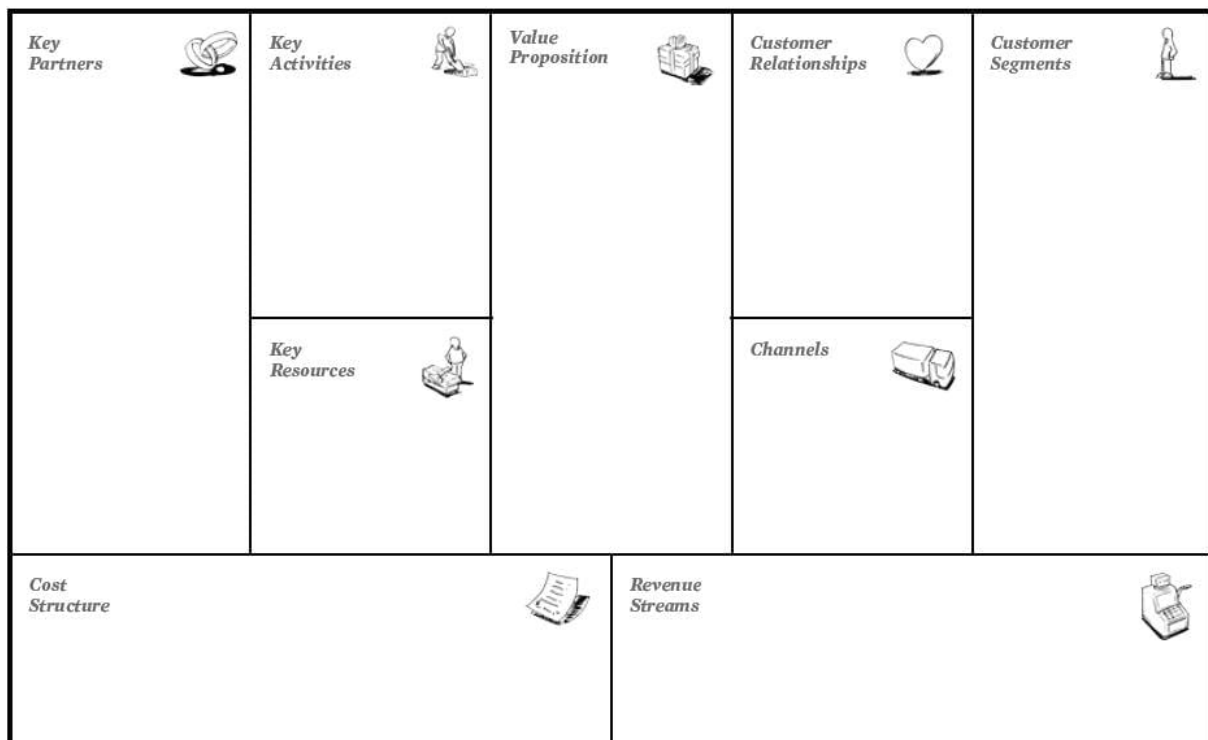 Key
Partners
Key
Activities
Value
Proposition
Customer
Relationships
Customer
Segments
Key
Resources
Channels
Cost
Structure
Revenue
Streams